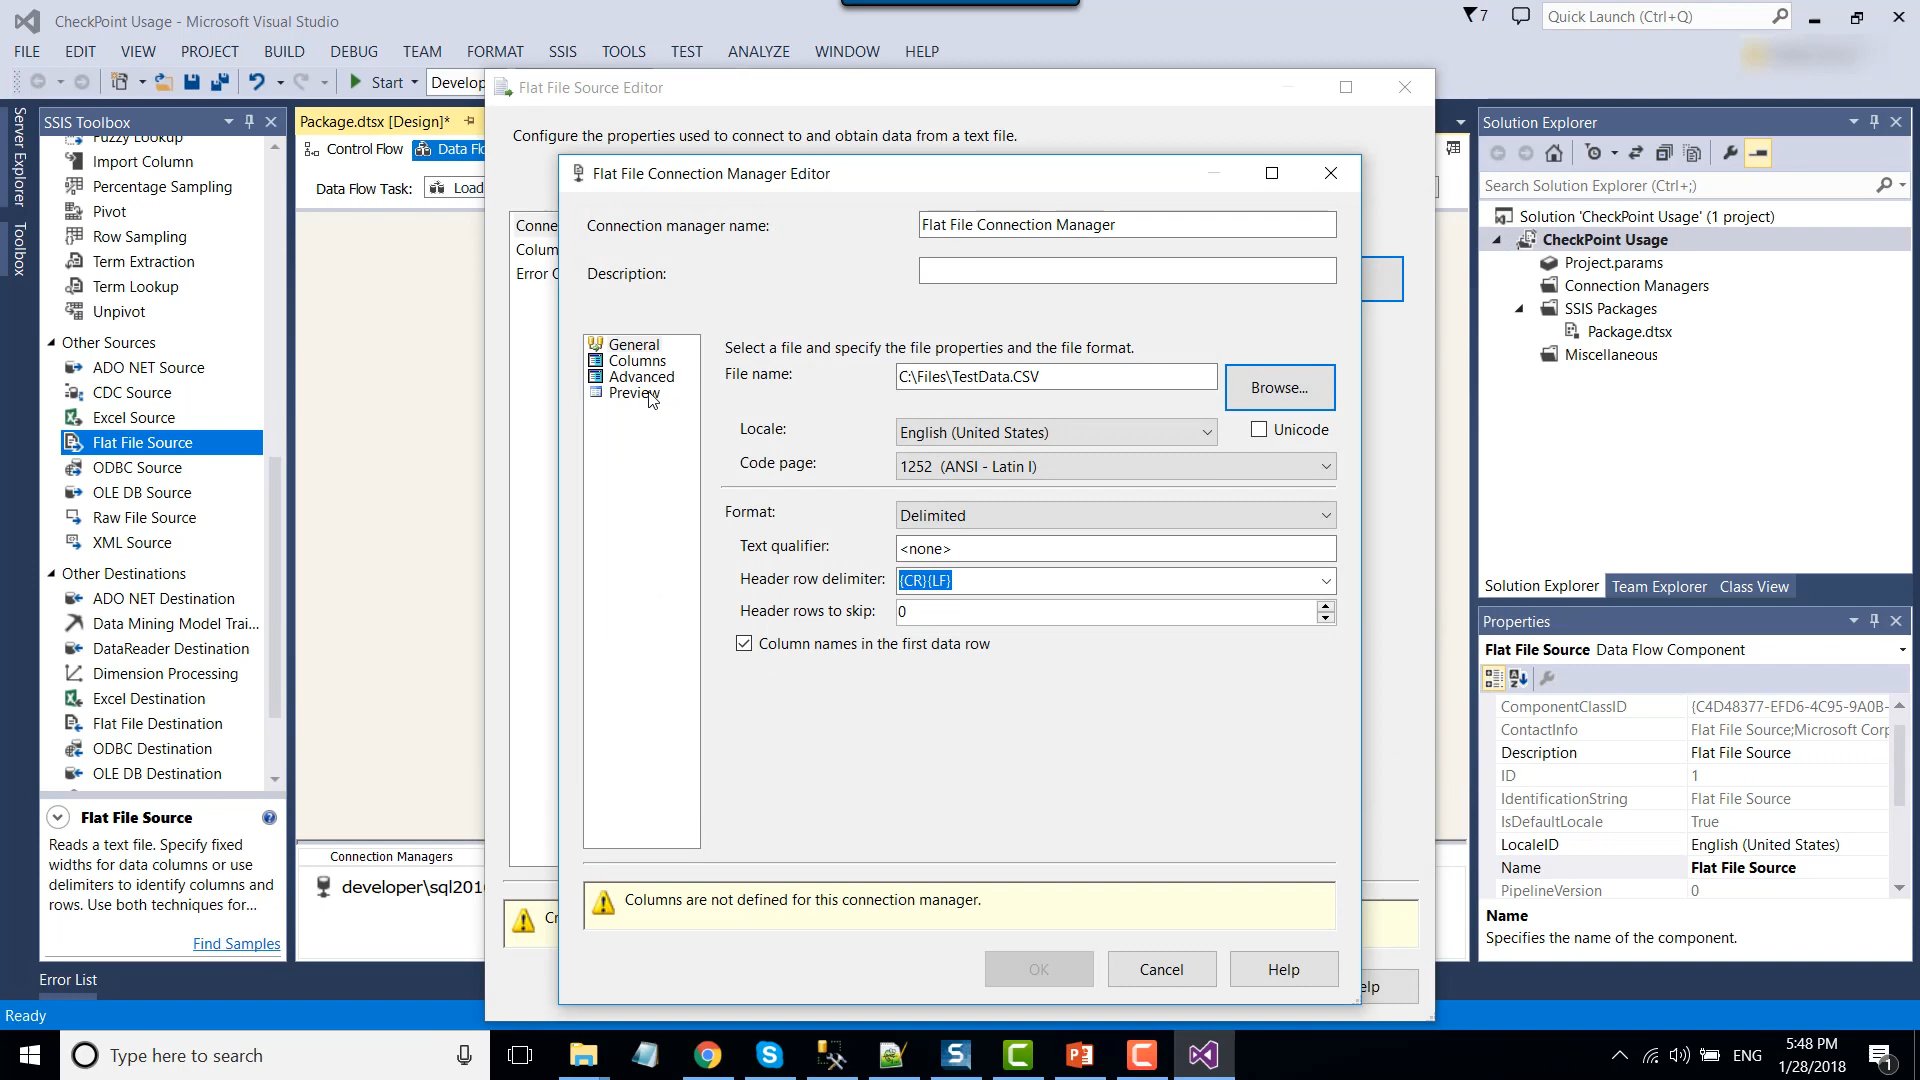 CheckPoint Usage - Microsoft Visual Studio
7
Quick Launch (Ctrl+Q)
FILE EDIT VIEW PROJECT BUILD DEBUG TEAM FORMAT SSIS TOOLS TEST ANALYZE WINDOW HELP
Start
Develop
Server Explorer
Toolbox
SSIS Toolbox
Fuzzy Lookup
Import Column
Percentage Sampling
Pivot
Row Sampling
Term Extraction
Term Lookup
Unpivot
Other Sources
ADO NET Source
CDC Source
Excel Source
Flat File Source
ODBC Source
OLE DB Source
Raw File Source
XML Source
Other Destinations
ADO NET Destination
Data Mining Model Trai...
DataReader Destination
Dimension Processing
Excel Destination
Flat File Destination
ODBC Destination
OLE DB Destination
Flat File Source
Reads a text file. Specify fixed
widths for data columns or use
delimiters to identify columns and
rows. Use both techniques for...
Find Samples
Error List
Ready
Package.dtsx [Design]*
Control Flow
Data Flo
Data Flow Task:
Load
Connection Managers
developer\sql201
Flat File Source Editor
Configure the properties used to connect to and obtain data from a text file.
Conne
Colum
Error C
Cr
elp
Flat File Connection Manager Editor
Connection manager name:
Flat File Connection Manager
Description:
General
Columns
Advanced
Preview
Select a file and specify the file properties and the file format.
File name:
C:\Files\TestData.CSV
Browse...
Locale:
English (United States)
Unicode
Code page:
1252 (ANSI - Latin I)
Format:
Delimited
Text qualifier:
<none>
Header row delimiter:
{CR}{LF}
Header rows to skip:
0
Column names in the first data row
Columns are not defined for this connection manager.
OK
Cancel
Help
Solution Explorer
Search Solution Explorer (Ctrl+;)
Solution 'CheckPoint Usage' (1 project)
CheckPoint Usage
Project.params
Connection Managers
SSIS Packages
Package.dtsx
Miscellaneous
Solution Explorer Team Explorer Class View
Properties
Flat File Source Data Flow Component
ComponentClassID {C4D48377-EFD6-4C95-9A0B-
ContactInfo Flat File Source;Microsoft Corp
Description Flat File Source
ID 1
IdentificationString Flat File Source
IsDefaultLocale True
LocaleID English (United States)
Name Flat File Source
PipelineVersion 0
Name
Specifies the name of the component.
Type here to search
ENG
5:48 PM
1/28/2018
1